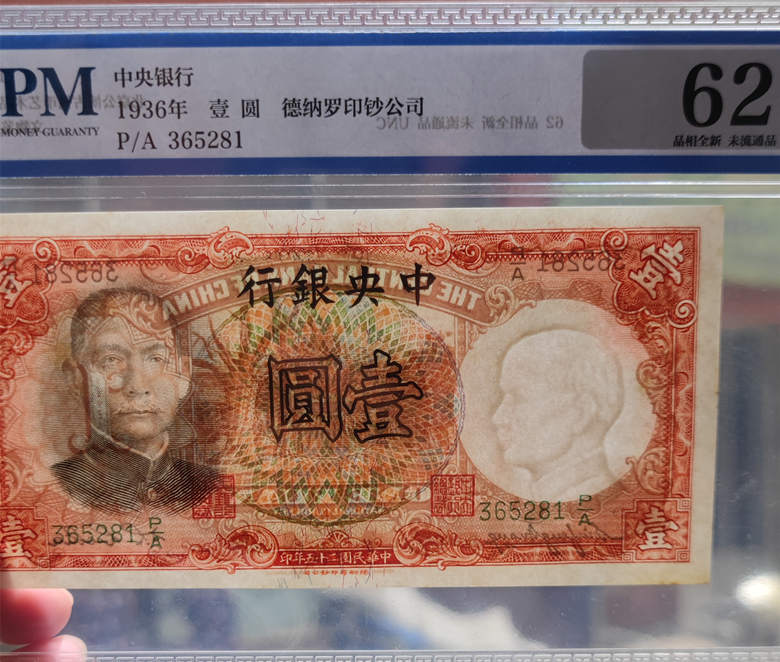 PM
MONEY GUARANTY
中央银行
1936年 壹 圆 德纳罗印钞公司
P/A 365281
62 品相全新 未流通品 UNC
62
品相全新 未流通品
365281 P/A
THE CENTRAL BANK OF CHINA
行銀央中
圓壹
壹
365281 P/A
365281 P/A
壹
印年五十二國民華中